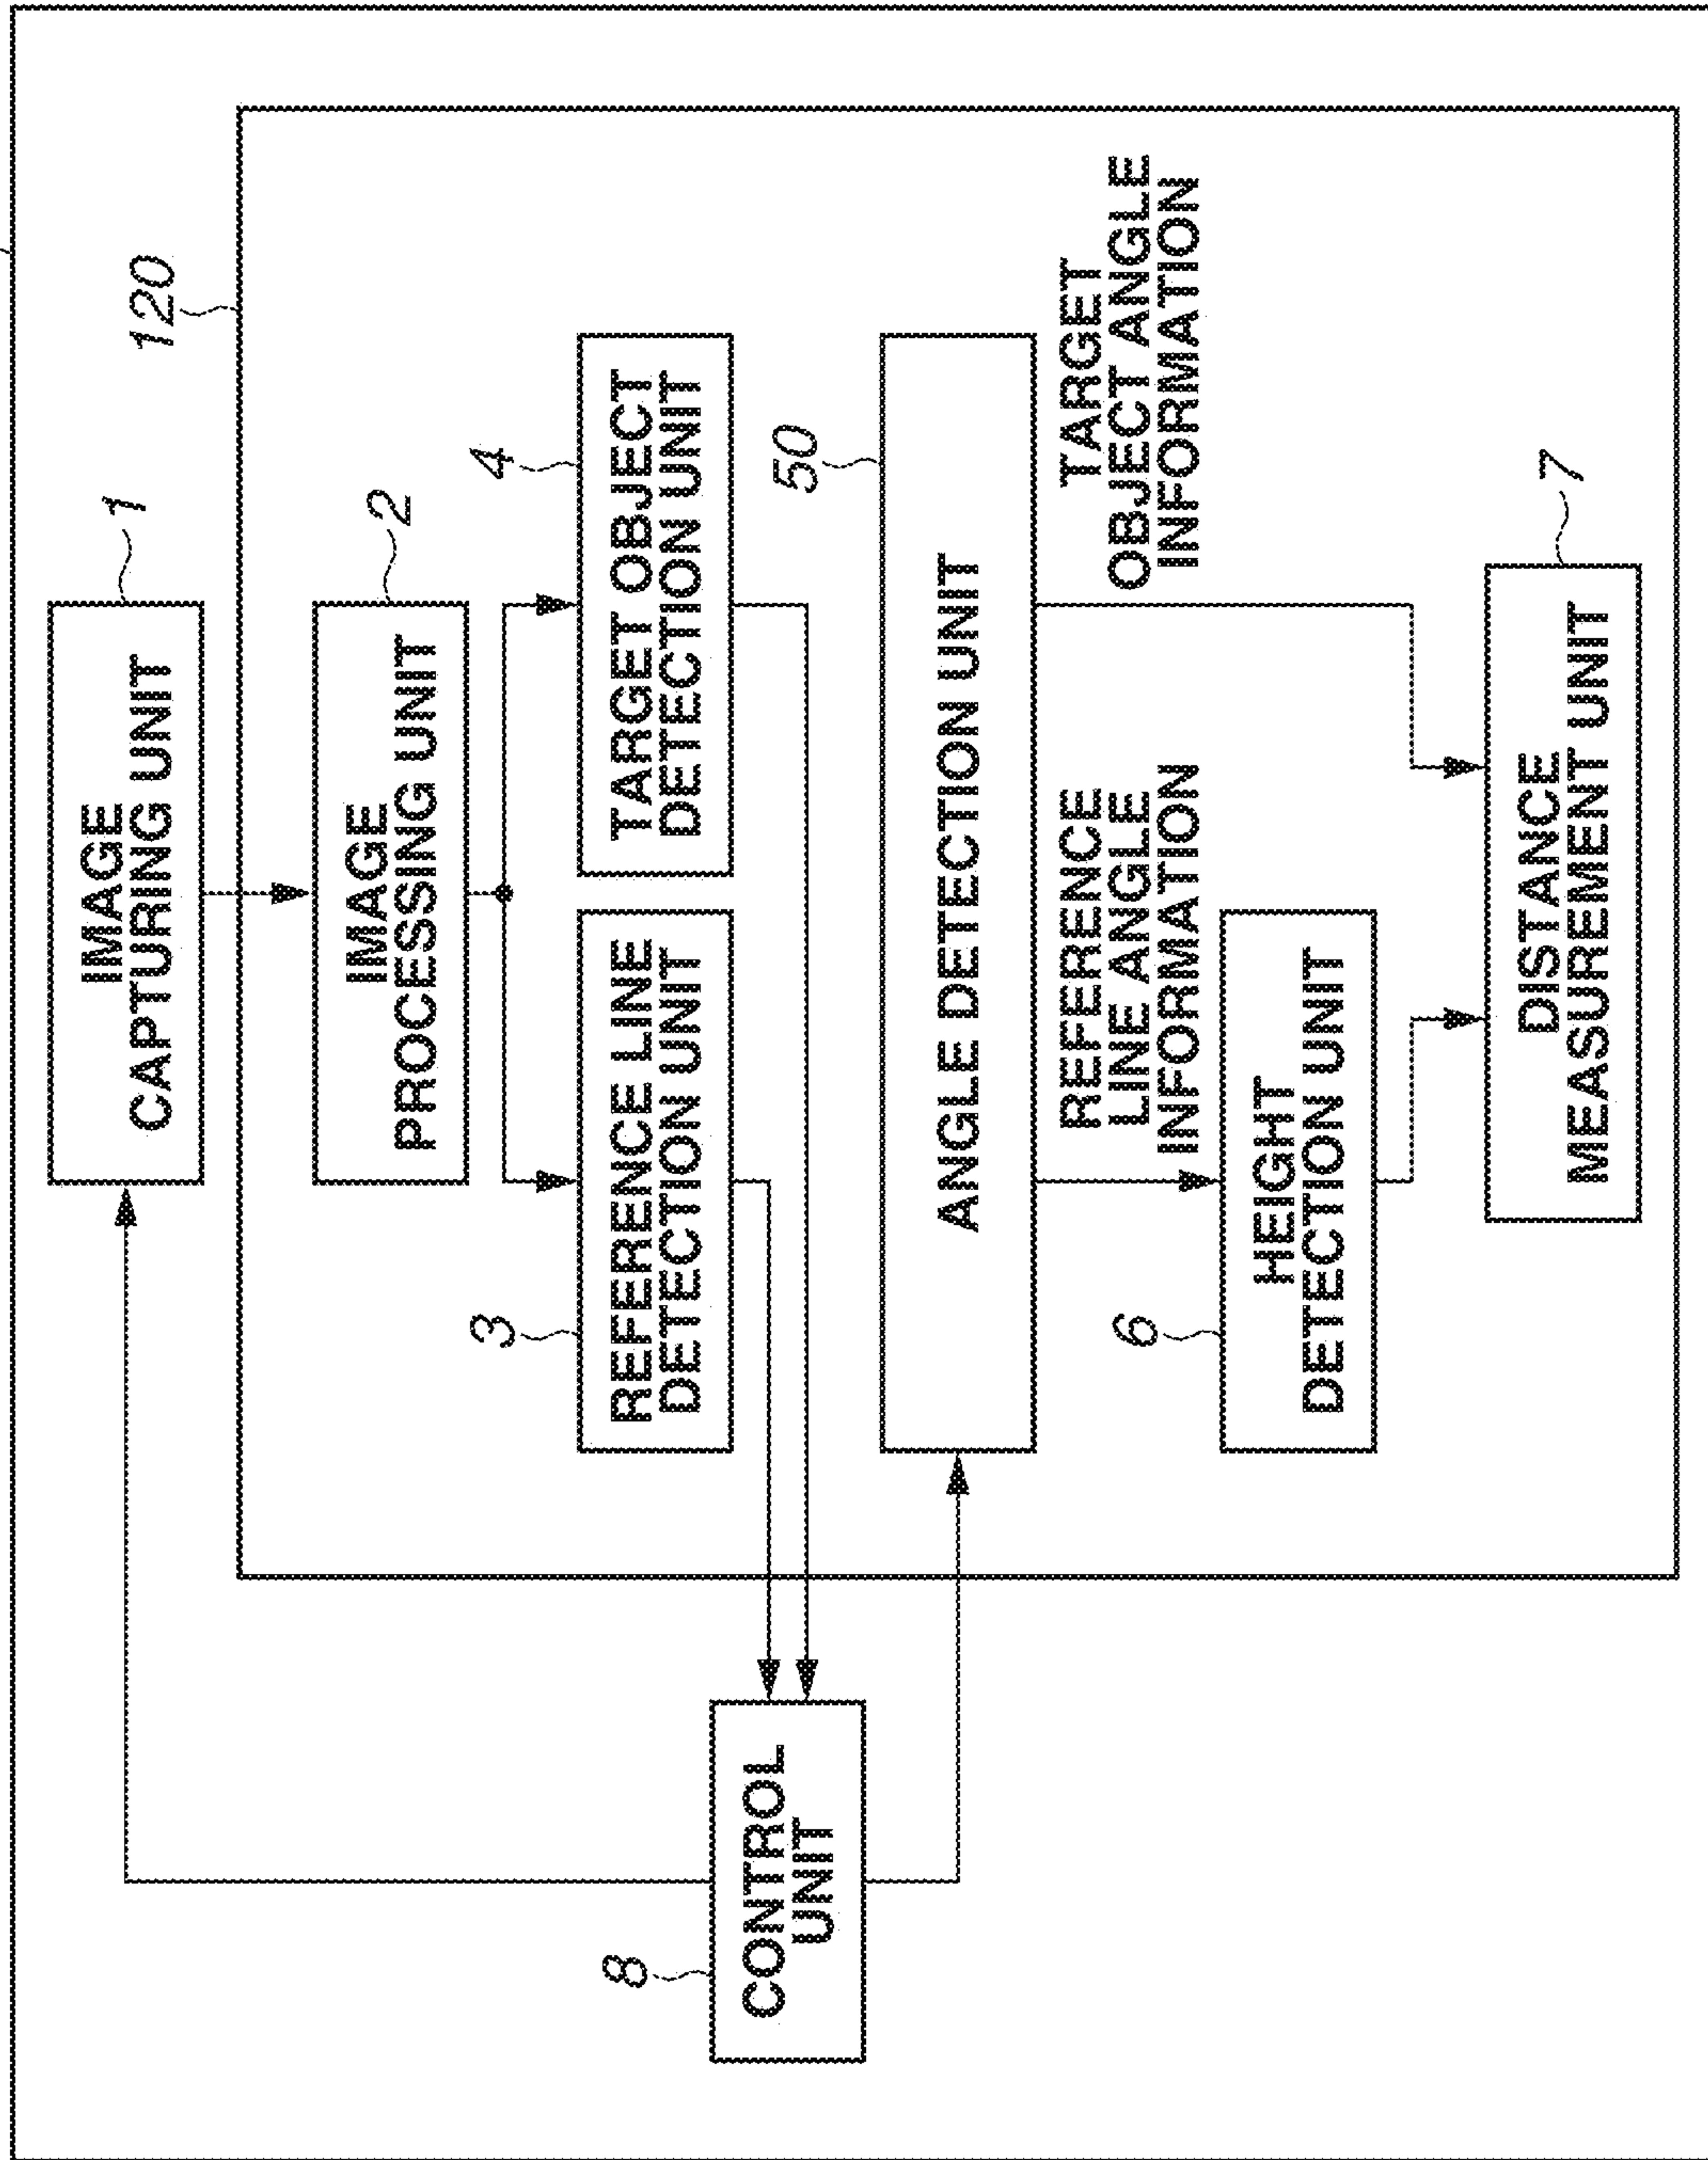 120
1
IMAGE
CAPTURING UNIT
2
IMAGE
PROCESSING UNIT
3
REFERENCE LINE
DETECTION UNIT
4
TARGET OBJECT
DETECTION UNIT
8
CONTROL
UNIT
50
ANGLE DETECTION UNIT
REFERENCE
LINE ANGLE
INFORMATION
TARGET
OBJECT ANGLE
INFORMATION
6
HEIGHT
DETECTION UNIT
7
DISTANCE
MEASUREMENT UNIT